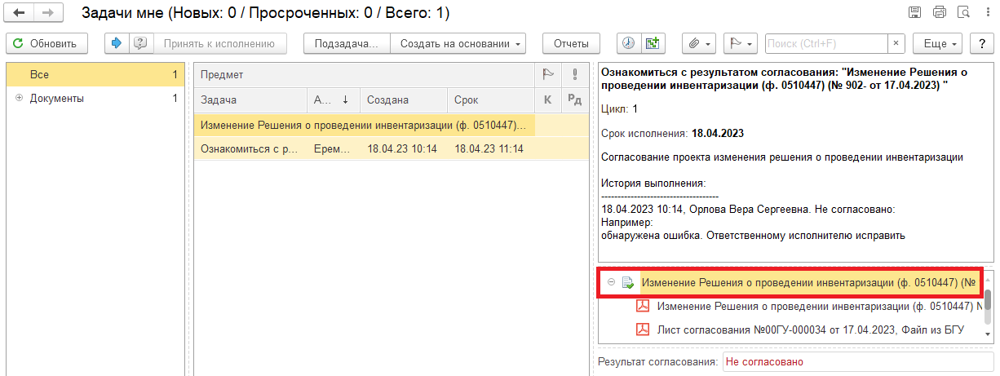 Задачи мне (Новых: 0 / Просроченных: 0 / Всего: 1)
Обновить
Принять к исполнению
Подзадача...
Создать на основании
Отчеты
Поиск (Ctrl+F)
×
Еще
?
Все 1
Документы 1
Предмет
Задача А... ↓ Создана Срок К Рд
Изменение Решения о проведении инвентаризации (ф. 0510447)...
Ознакомиться с р... Ерем... 18.04.23 10:14 18.04.23 11:14
Ознакомиться с результатом согласования: "Изменение Решения о
проведении инвентаризации (ф. 0510447) (№ 902- от 17.04.2023) "
Цикл: 1
Срок исполнения: 18.04.2023
Согласование проекта изменения решения о проведении инвентаризации
История выполнения:
------------------------------------
18.04.2023 10:14, Орлова Вера Сергеевна. Не согласовано:
Например:
обнаружена ошибка. Ответственному исполнителю исправить
Изменение Решения о проведении инвентаризации (ф. 0510447) (№
Изменение Решения о проведении инвентаризации (ф. 0510447) №
Лист согласования №00ГУ-000034 от 17.04.2023, Файл из БГУ
Результат согласования: Не согласовано